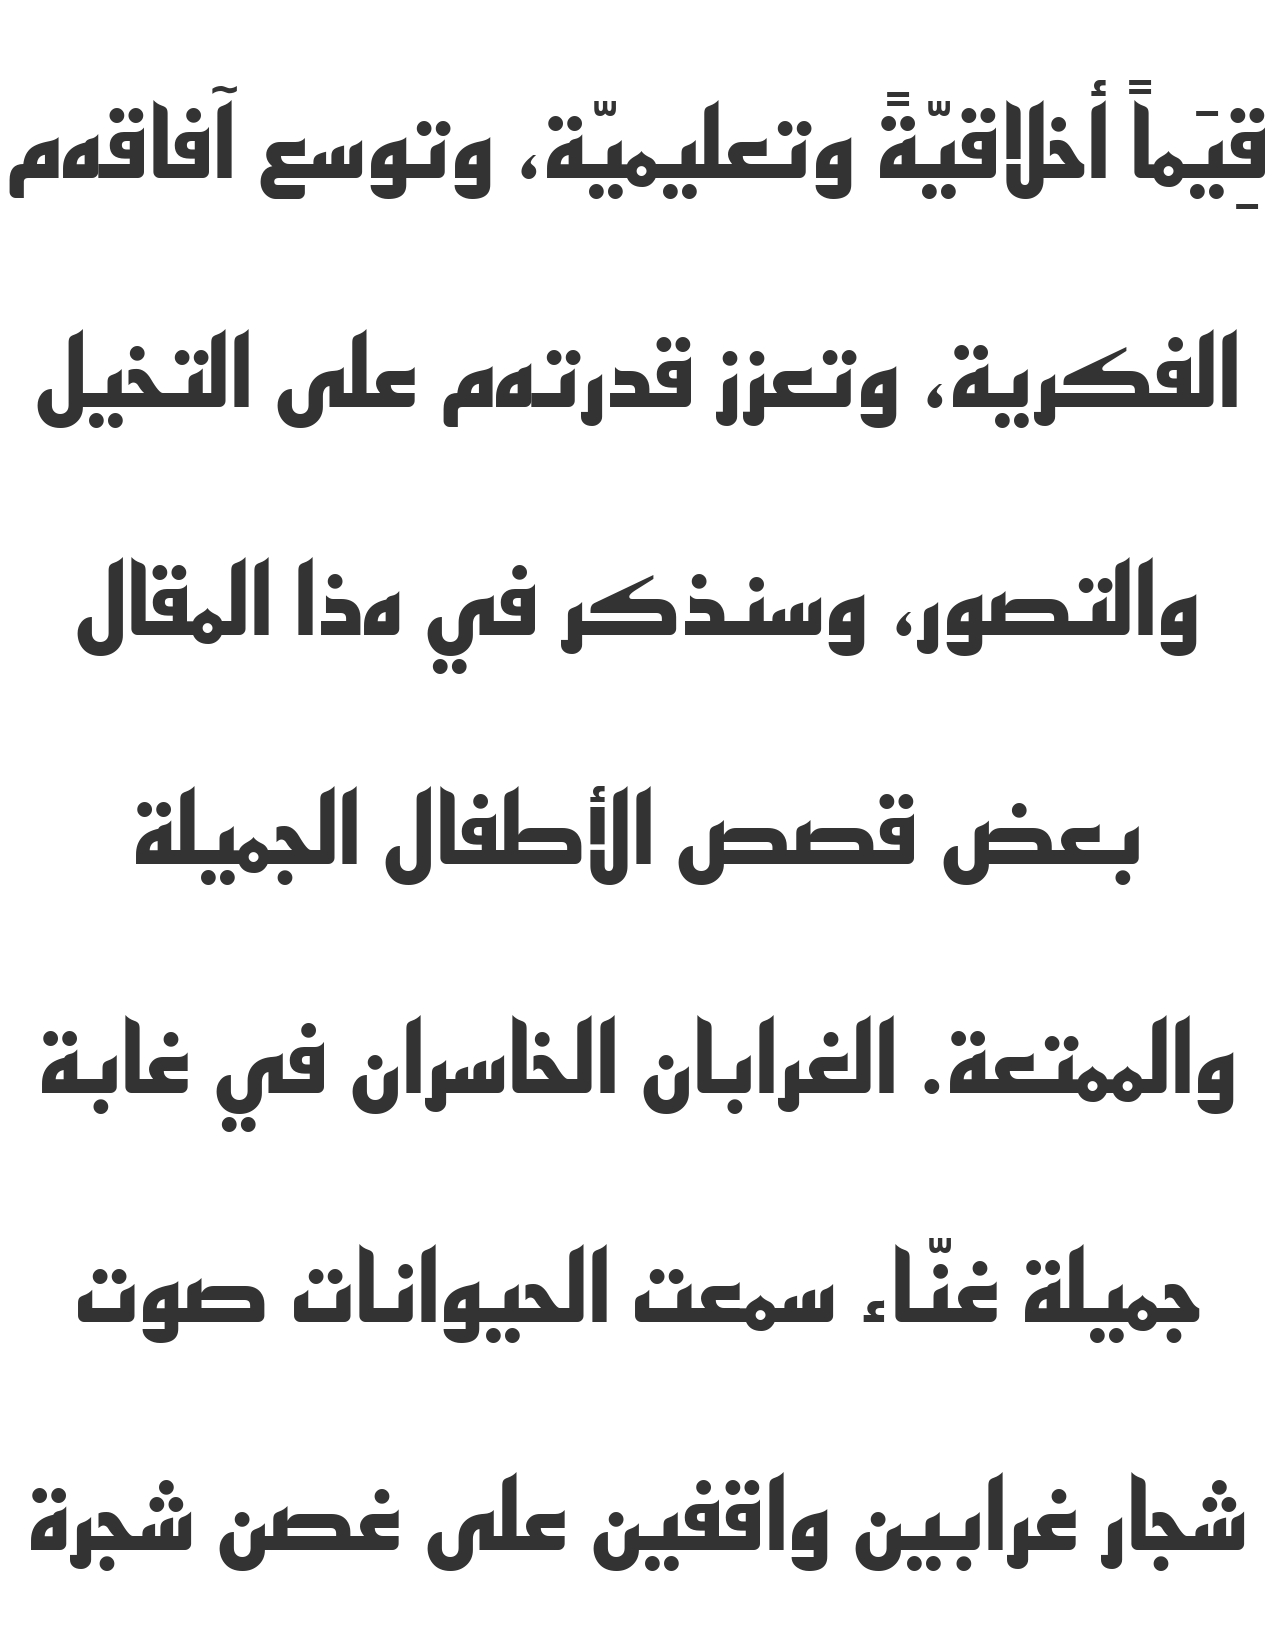 قِيَماً أخلاقيّةً وتعليميّة، وتوسع آفاقهم
الفكرية، وتعزز قدرتهم على التخيل
والتصور، وسنذكر في هذا المقال
بعض قصص الأطفال الجميلة
والممتعة. الغرابان الخاسران في غابة
جميلة غنّاء سمعت الحيوانات صوت
شجار غرابين واقفين على غصن شجرة